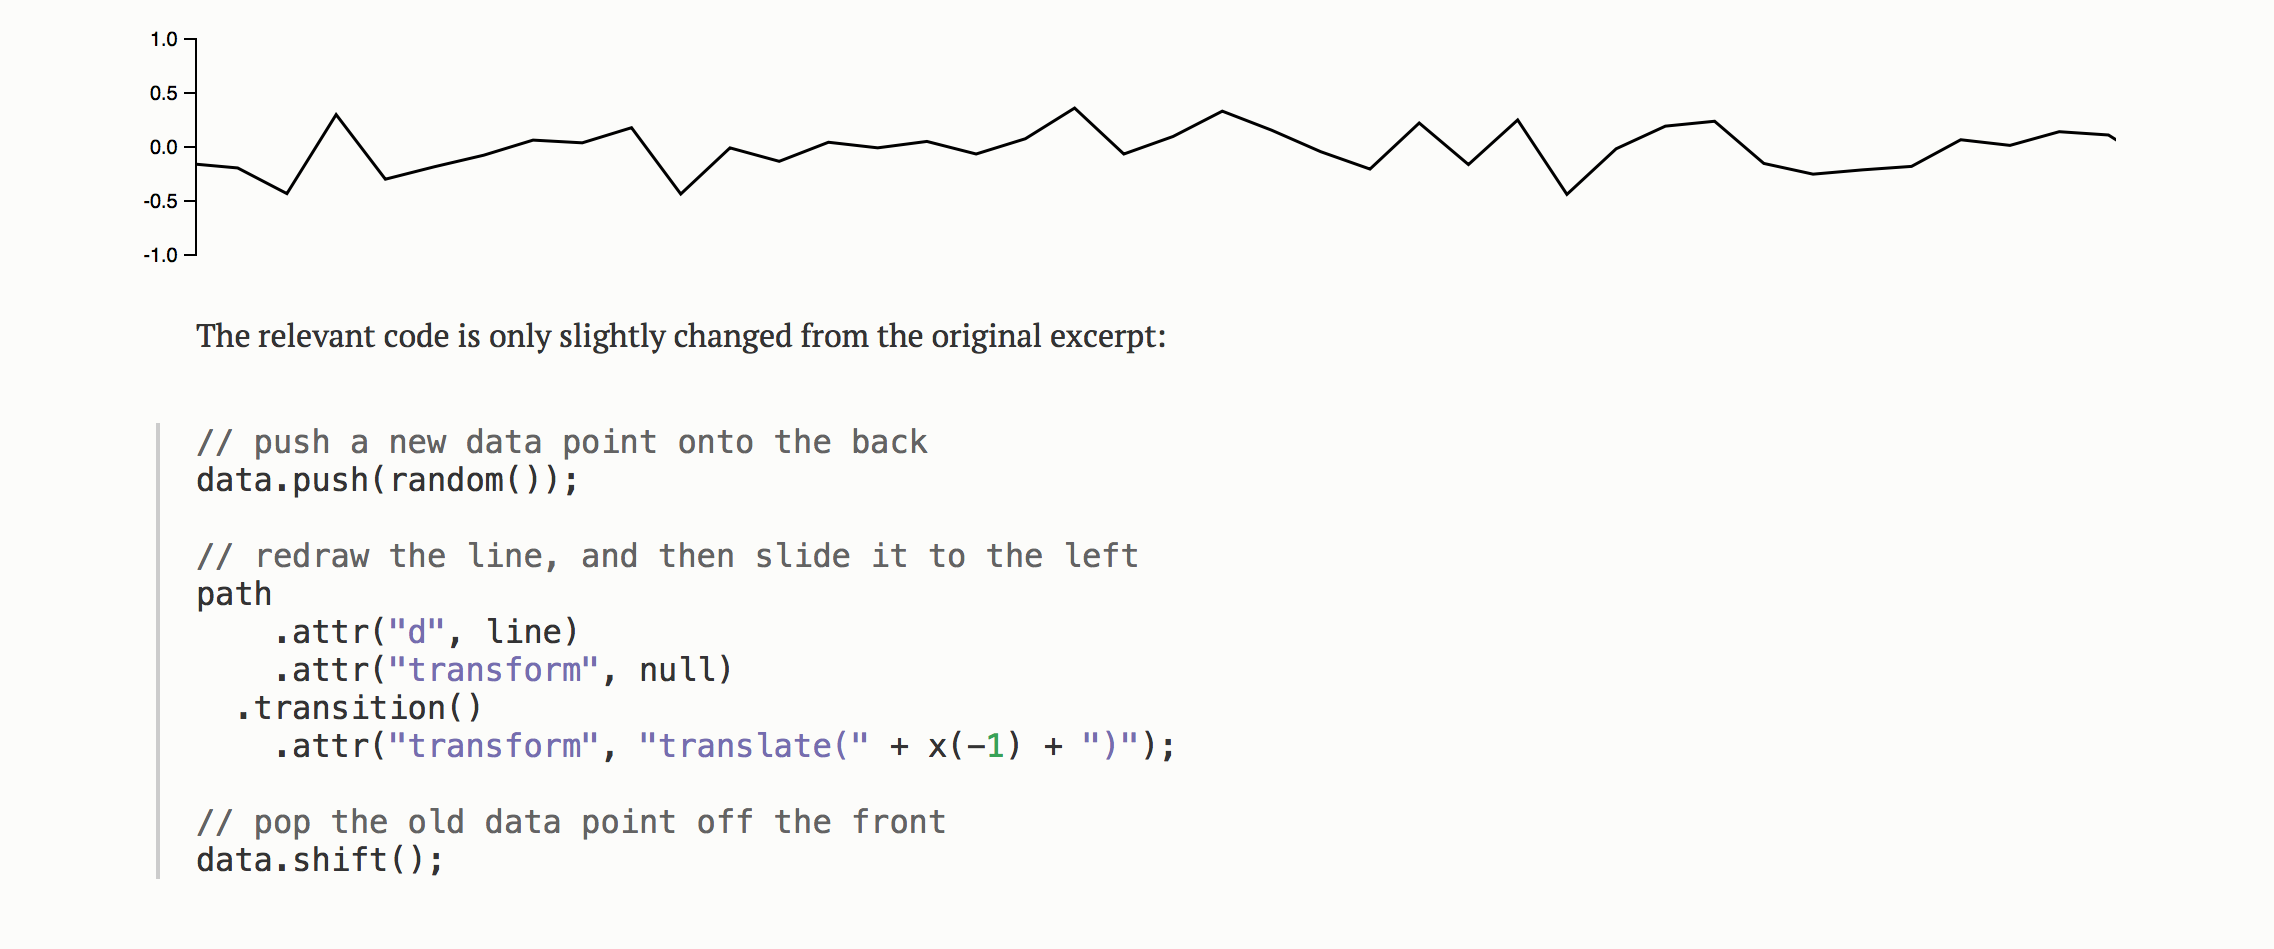 1.0
0.5
0.0
-0.5
-1.0
The relevant code is only slightly changed from the original excerpt:
// push a new data point onto the back
data.push(random());
// redraw the line, and then slide it to the left
path
    .attr("d", line)
    .attr("transform", null)
  .transition()
    .attr("transform", "translate(" + x(-1) + ")");
// pop the old data point off the front
data.shift();